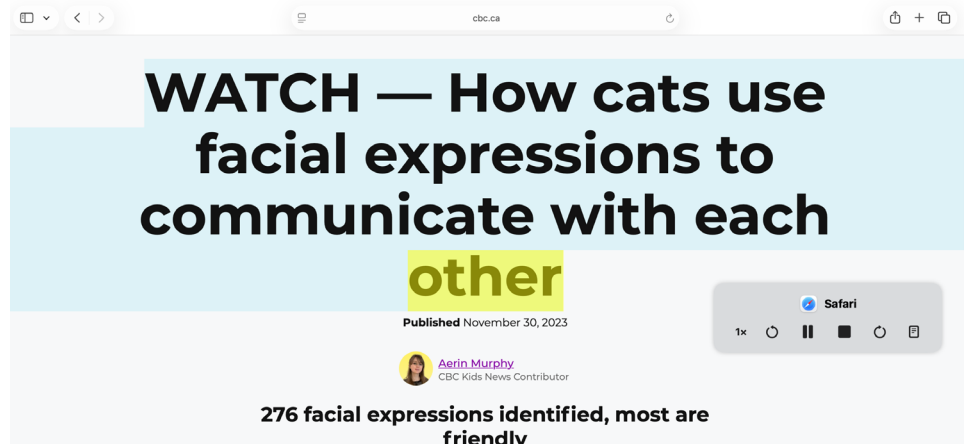 cbc.ca
WATCH — How cats use
facial expressions to
communicate with each
other
Published November 30, 2023
Safari
1×
Aerin Murphy
CBC Kids News Contributor
276 facial expressions identified, most are
friendly